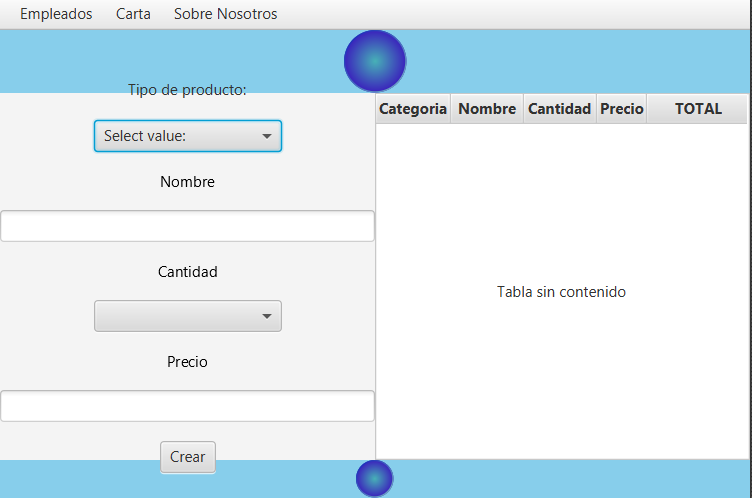 Empleados Carta Sobre Nosotros
Tipo de producto:
Select value:
Nombre
Cantidad
Precio
Crear
Categoria Nombre Cantidad Precio TOTAL
Tabla sin contenido